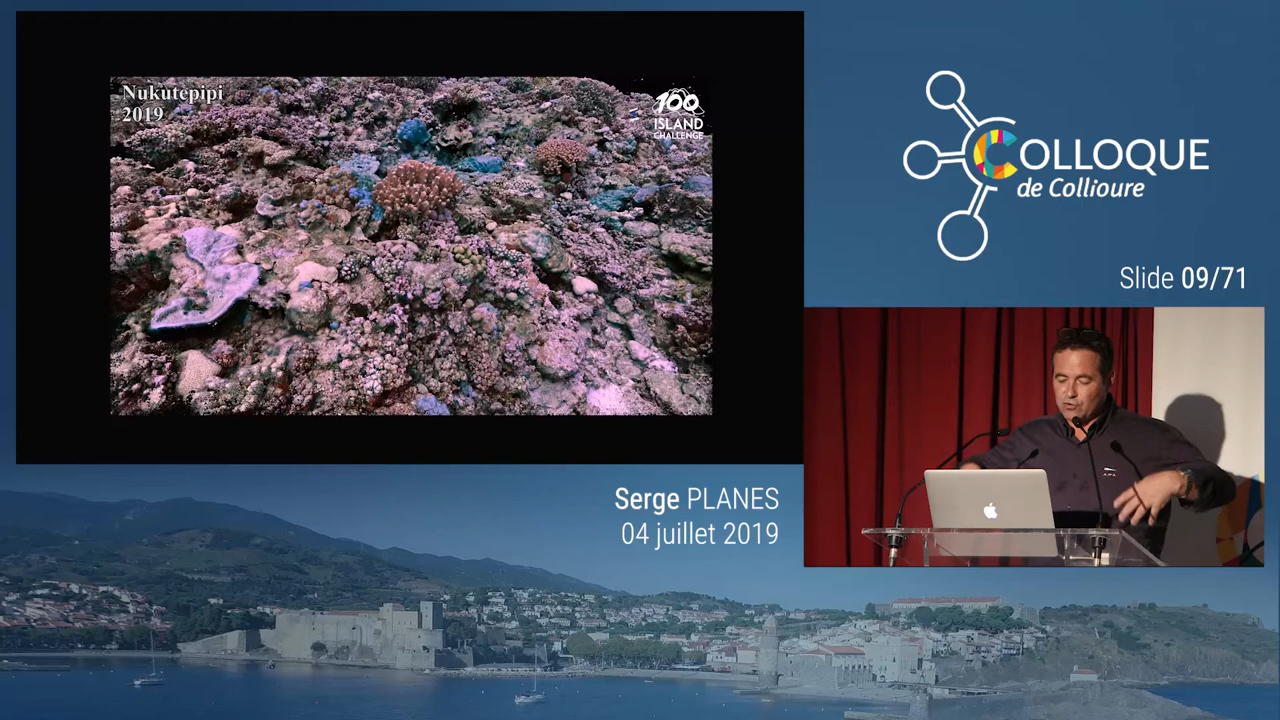 Nukutepipi
2019
100
ISLAND
CHALLENGE
COLLOQUE
de Collioure
Slide 09/71
Serge PLANES
04 juillet 2019